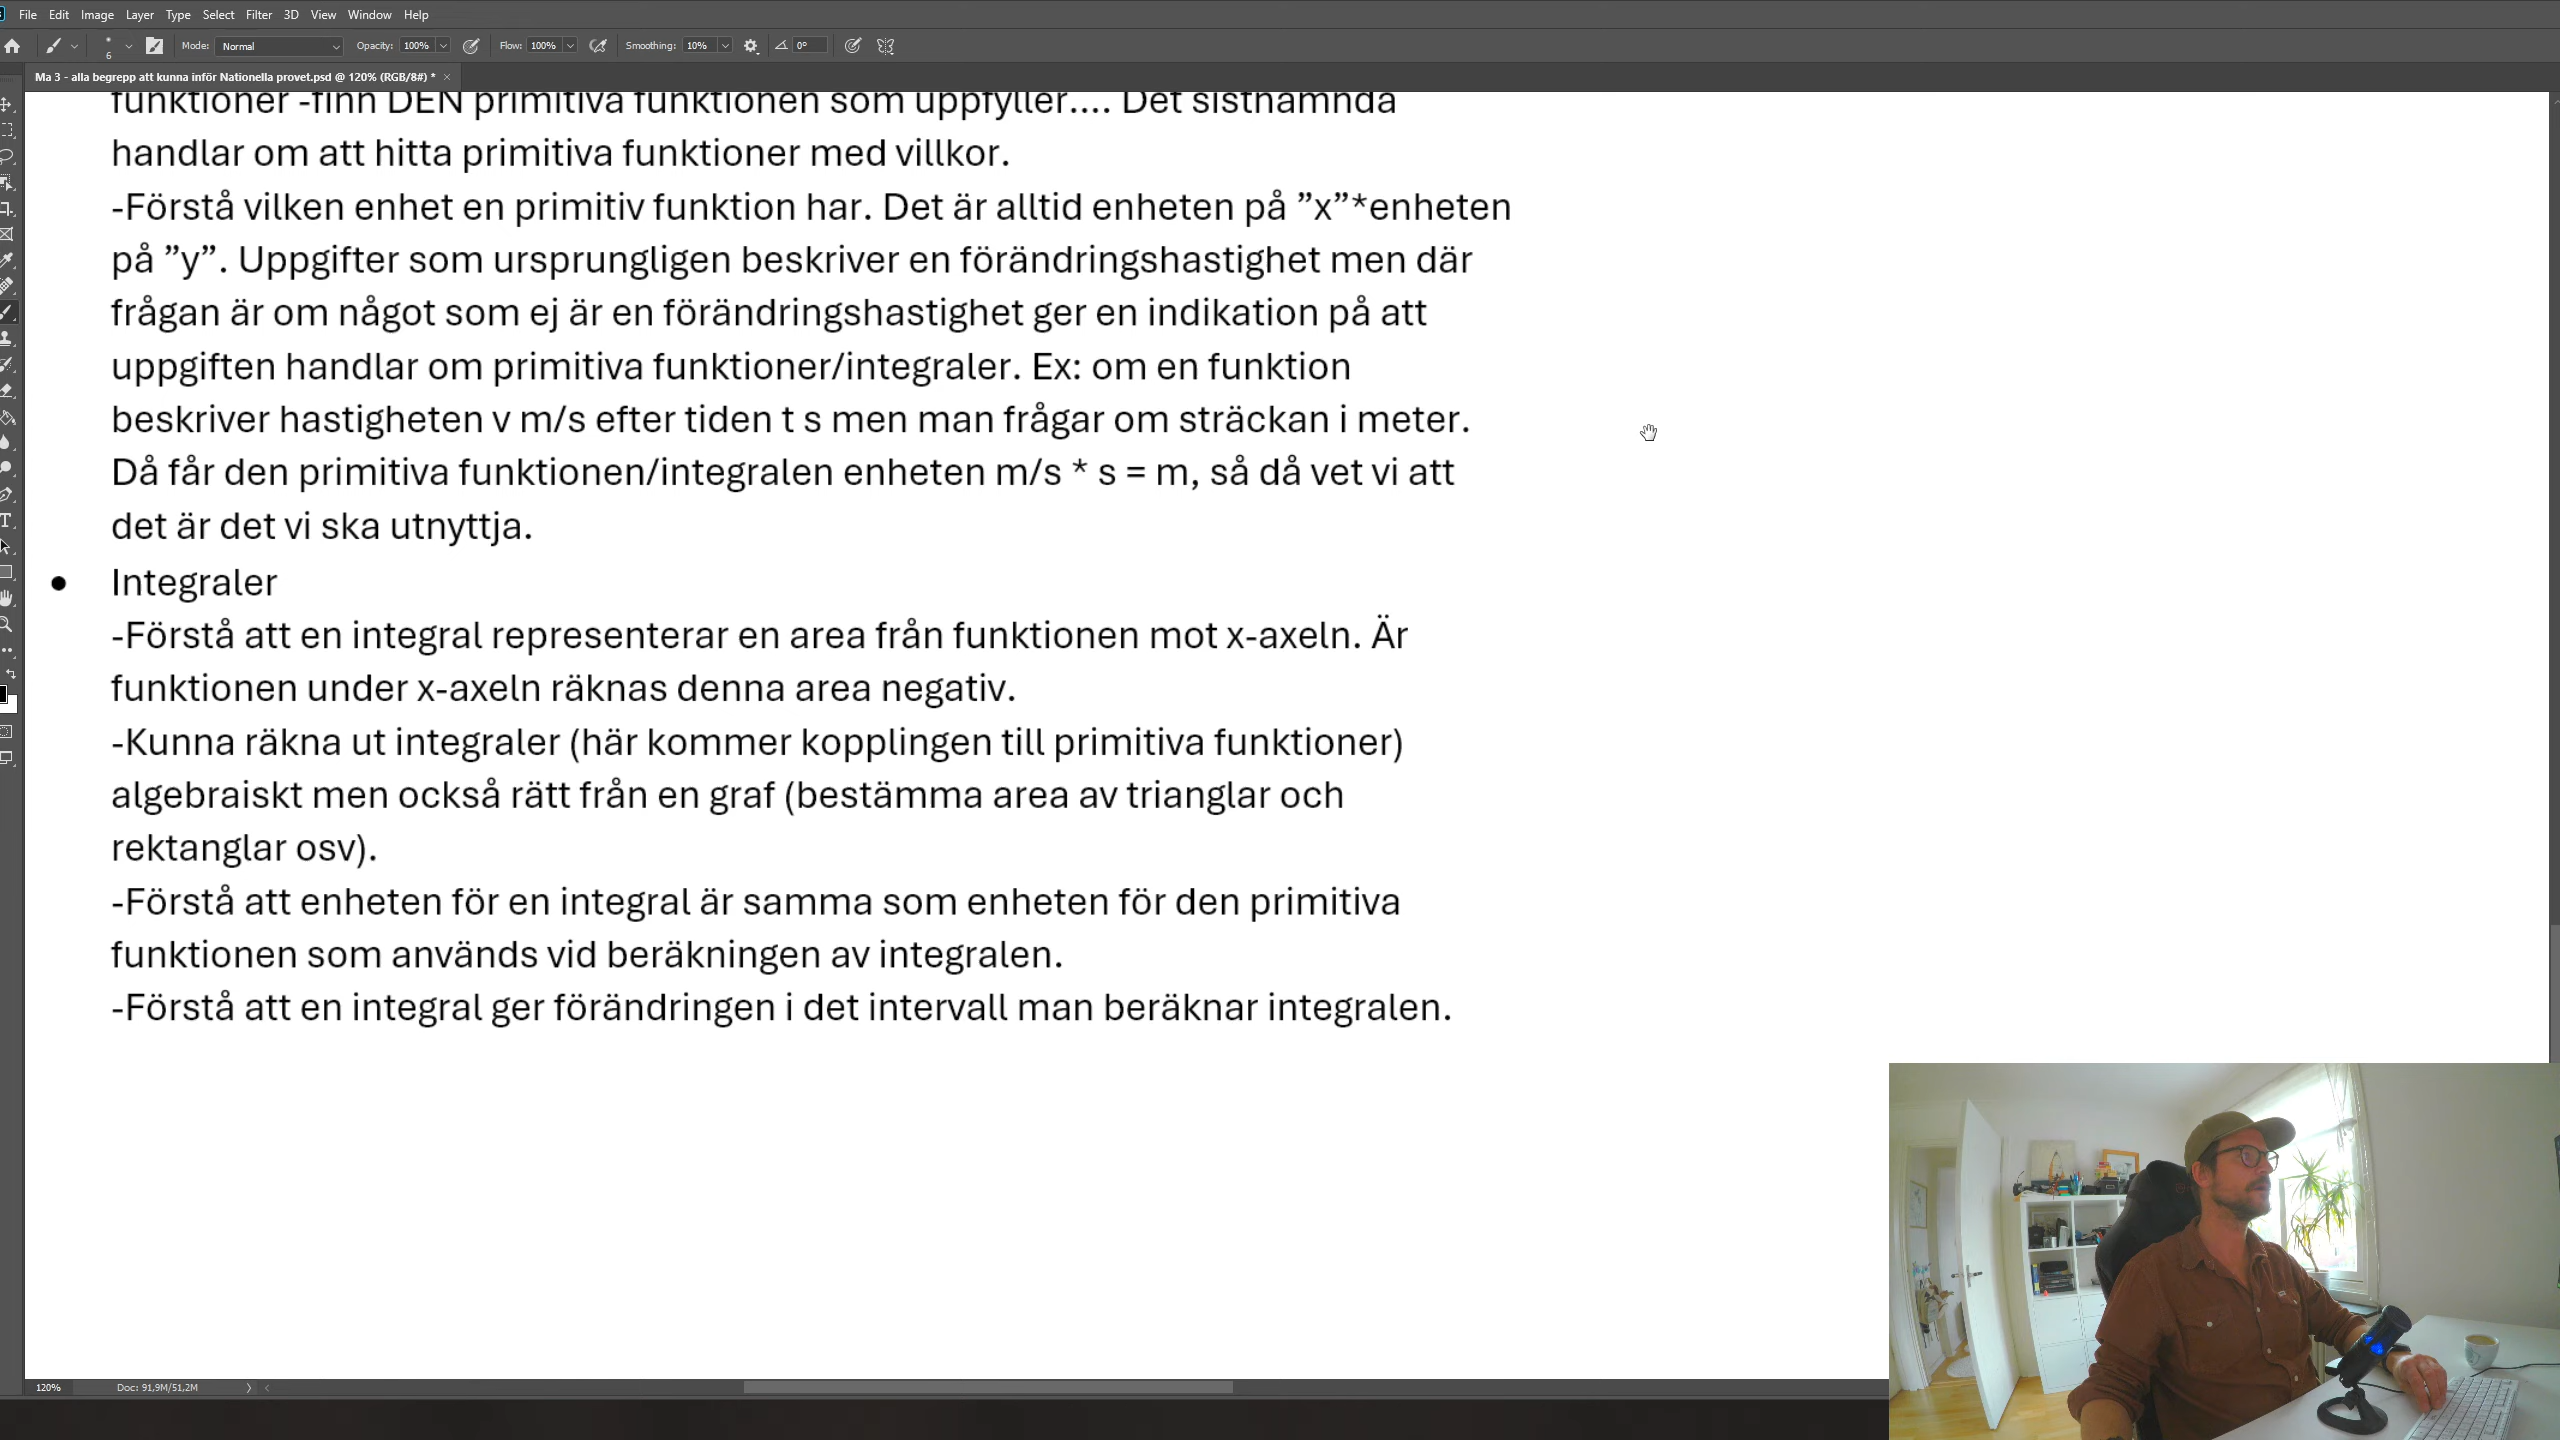 File Edit Image Layer Type Select Filter 3D View Window Help
6 Mode: Normal Opacity: 100% Flow: 100% Smoothing: 10% 0°
Ma 3 - alla begrepp att kunna inför Nationella provet.psd @ 120% (RGB/8#) * ×
funktioner -finn DEN primitiva funktionen som uppfyller.... Det sistnämnda
handlar om att hitta primitiva funktioner med villkor.
-Förstå vilken enhet en primitiv funktion har. Det är alltid enheten på ”x”*enheten
på ”y”. Uppgifter som ursprungligen beskriver en förändringshastighet men där
frågan är om något som ej är en förändringshastighet ger en indikation på att
uppgiften handlar om primitiva funktioner/integraler. Ex: om en funktion
beskriver hastigheten v m/s efter tiden t s men man frågar om sträckan i meter.
Då får den primitiva funktionen/integralen enheten m/s * s = m, så då vet vi att
det är det vi ska utnyttja.
• Integraler
-Förstå att en integral representerar en area från funktionen mot x-axeln. Är
funktionen under x-axeln räknas denna area negativ.
-Kunna räkna ut integraler (här kommer kopplingen till primitiva funktioner)
algebraiskt men också rätt från en graf (bestämma area av trianglar och
rektanglar osv).
-Förstå att enheten för en integral är samma som enheten för den primitiva
funktionen som används vid beräkningen av integralen.
-Förstå att en integral ger förändringen i det intervall man beräknar integralen.
120% Doc: 91,9M/51,2M